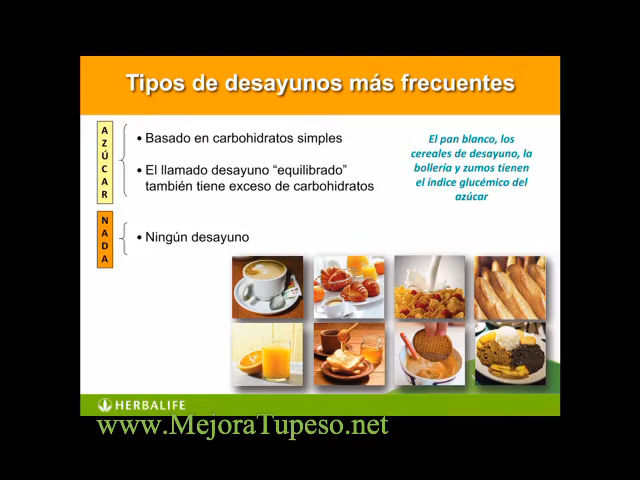 Tipos de desayunos más frecuentes
AZÚCAR
• Basado en carbohidratos simples
• El llamado desayuno “equilibrado”
también tiene exceso de carbohidratos
El pan blanco, los
cereales de desayuno, la
bollería y zumos tienen
el índice glucémico del
azúcar
NADA
• Ningún desayuno
HERBALIFE
www.MejoraTupeso.net